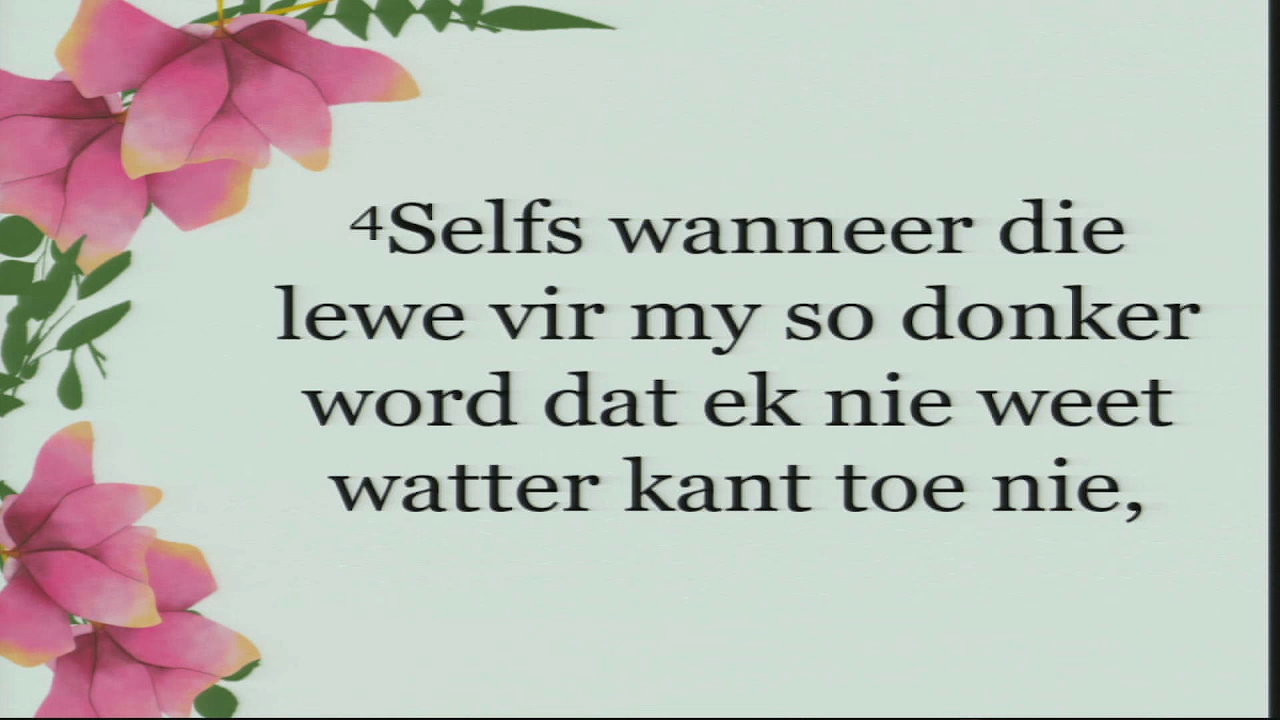 ⁴Selfs wanneer die
lewe vir my so donker
word dat ek nie weet
watter kant toe nie,